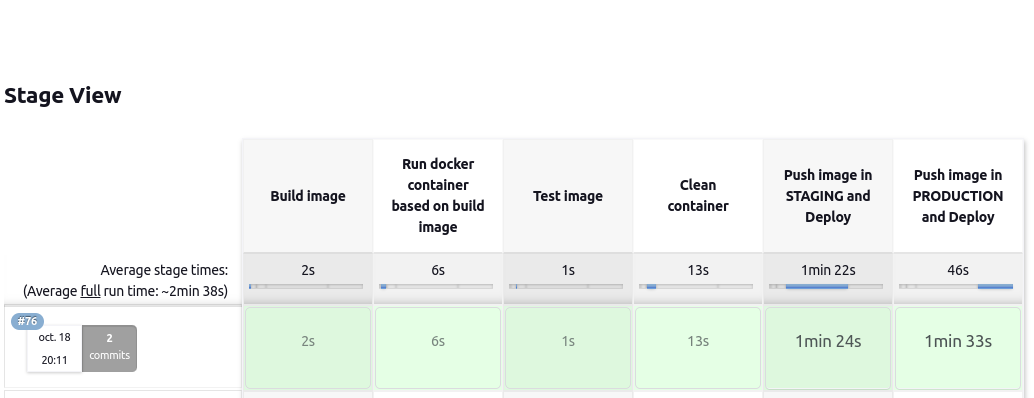 Stage View
Build image
Run docker
container
based on build
image
Test image
Clean
container
Push image in
STAGING and
Deploy
Push image in
PRODUCTION
and Deploy
Average stage times:
(Average full run time: ~2min 38s)
2s
6s
1s
13s
1min 22s
46s
#76
oct. 18
20:11
2
commits
2s
6s
1s
13s
1min 24s
1min 33s